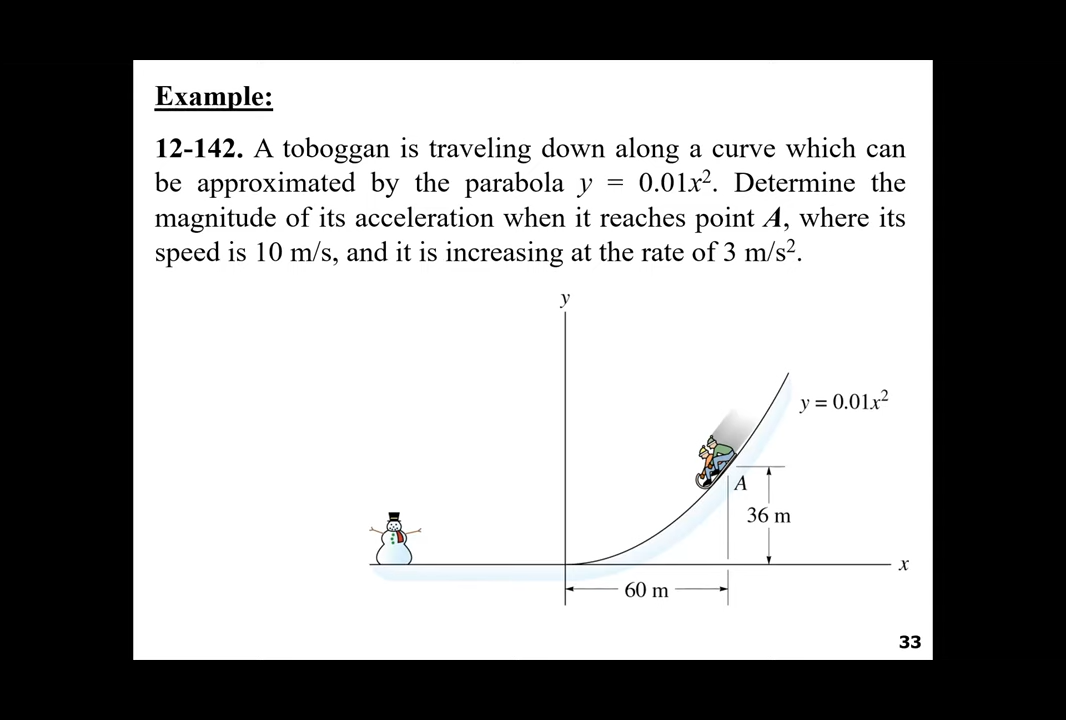 Example:
12-142. A toboggan is traveling down along a curve which can
be approximated by the parabola y = 0.01x². Determine the
magnitude of its acceleration when it reaches point A, where its
speed is 10 m/s, and it is increasing at the rate of 3 m/s².
y
y = 0.01x²
A
36 m
x
60 m
33